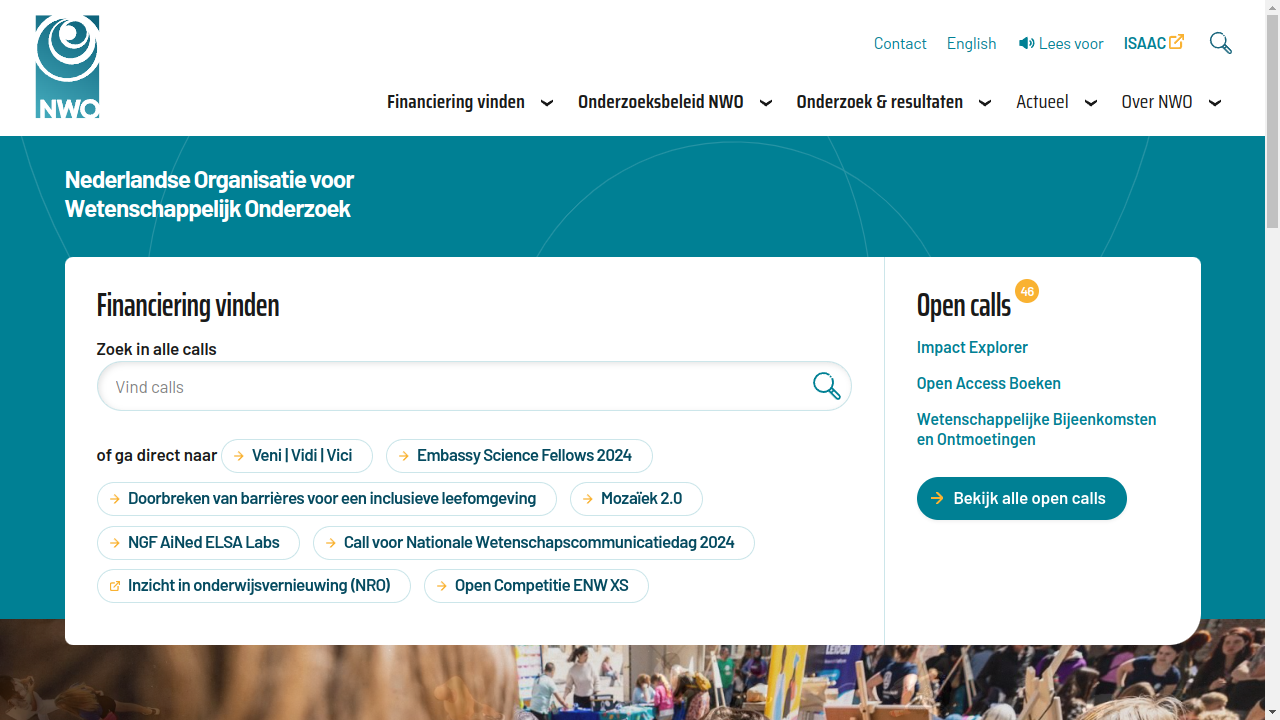 NWO
Contact English Lees voor ISAAC
Financiering vinden Onderzoeksbeleid NWO Onderzoek & resultaten Actueel Over NWO
Nederlandse Organisatie voor
Wetenschappelijk Onderzoek
Financiering vinden
Zoek in alle calls
Vind calls
of ga direct naar Veni | Vidi | Vici Embassy Science Fellows 2024
Doorbreken van barrières voor een inclusieve leefomgeving Mozaïek 2.0
NGF AiNed ELSA Labs Call voor Nationale Wetenschapscommunicatiedag 2024
Inzicht in onderwijsvernieuwing (NRO) Open Competitie ENW XS
Open calls 46
Impact Explorer
Open Access Boeken
Wetenschappelijke Bijeenkomsten
en Ontmoetingen
Bekijk alle open calls
LEIDEN